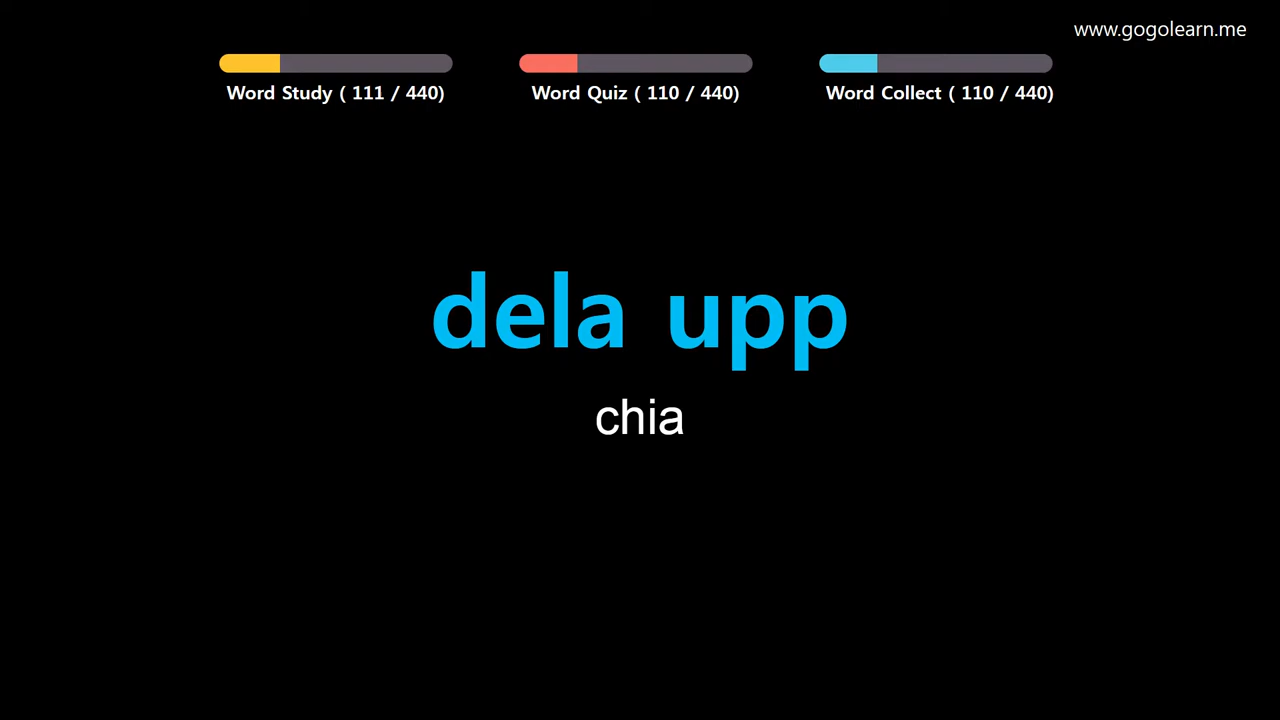 www.gogolearn.me
Word Study ( 111 / 440)
Word Quiz ( 110 / 440)
Word Collect ( 110 / 440)
dela upp
chia